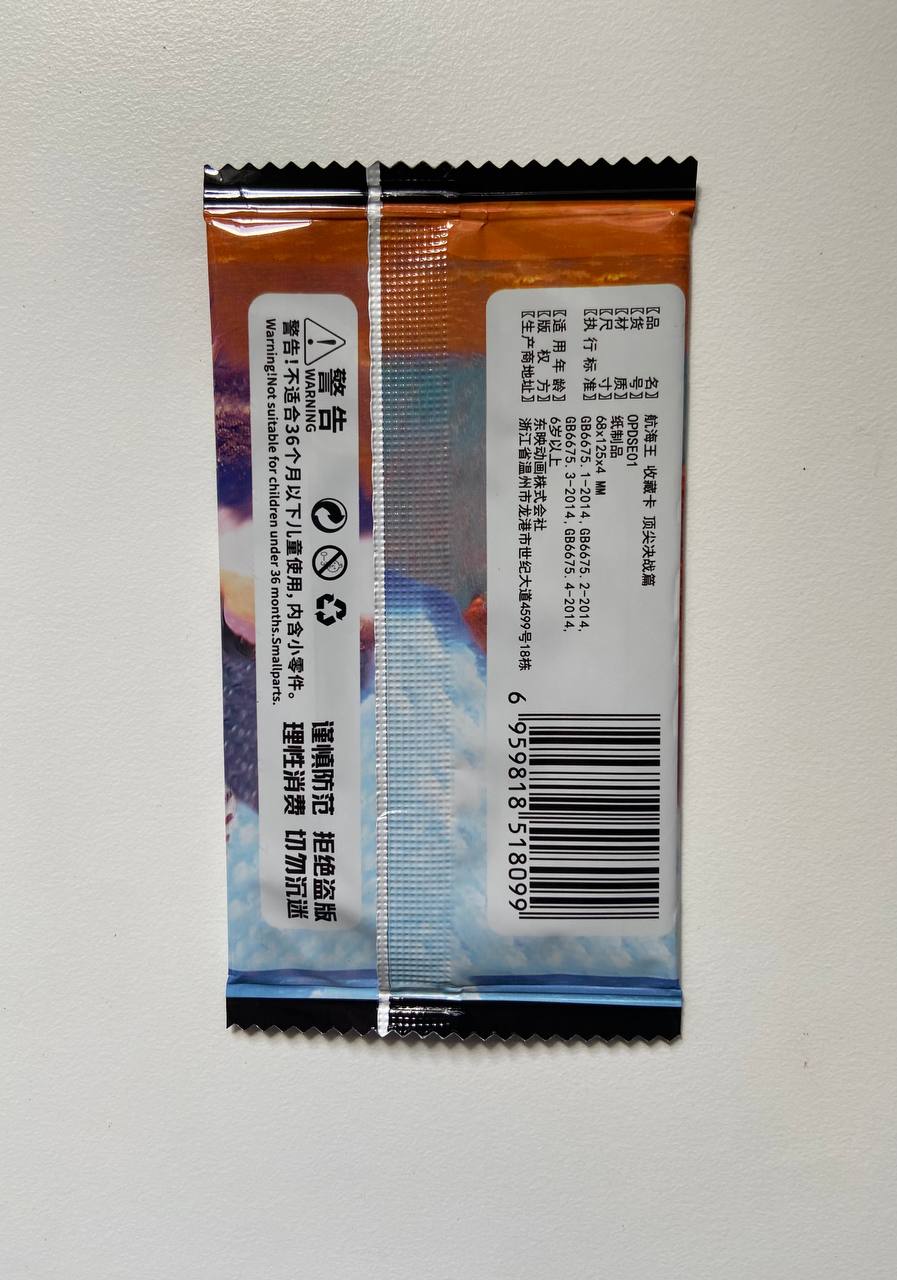 【品 名】 航海王 收藏卡 顶尖决战篇
【货 号】 OPDSE01
【材 质】 纸制品
【尺 寸】 68x125x4 MM
【执 行 标 准】 GB6675. 1-2014, GB6675. 2-2014,
GB6675. 3-2014, GB6675. 4-2014,
【适 用 年 龄】 6岁以上
【版 权 方】 东映动画株式会社
【生产商地址】 浙江省温州市龙港市世纪大道4599号18栋
6 959818 518099
警告
WARNING
警告!不适合36个月以下儿童使用,内含小零件。
Warning!Not suitable for children under 36 months.Smallparts.
谨慎防范 拒绝盗版
理性消费 切勿沉迷